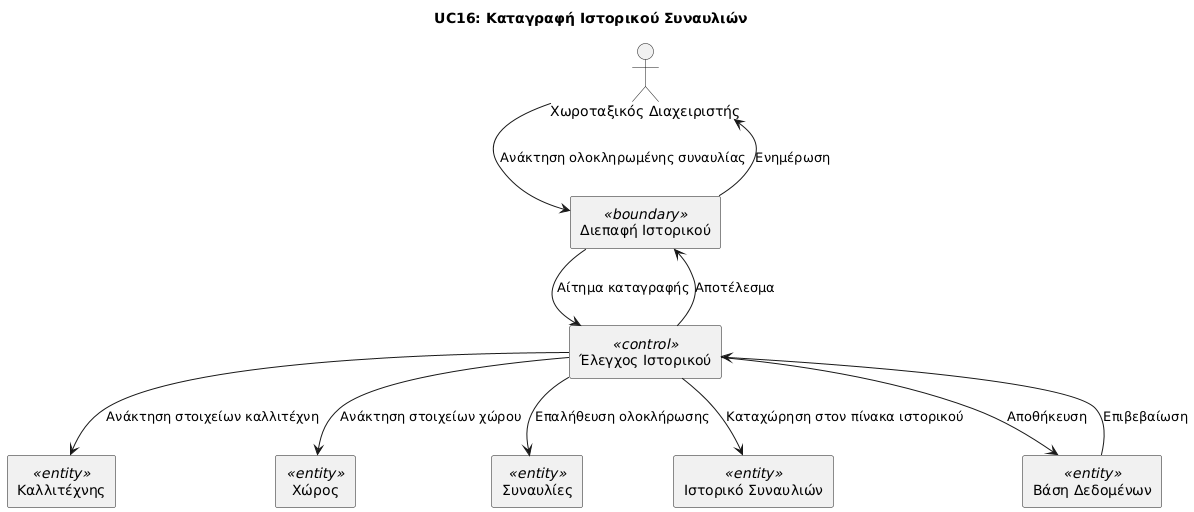 UC16: Καταγραφή Ιστορικού Συναυλιών
Χωροταξικός Διαχειριστής
Ανάκτηση ολοκληρωμένης συναυλίας
Ενημέρωση
«boundary»
Διεπαφή Ιστορικού
Αίτημα καταγραφής
Αποτέλεσμα
«control»
Έλεγχος Ιστορικού
Ανάκτηση στοιχείων καλλιτέχνη
Ανάκτηση στοιχείων χώρου
Επαλήθευση ολοκλήρωσης
Καταχώρηση στον πίνακα ιστορικού
Αποθήκευση
Επιβεβαίωση
«entity»
Καλλιτέχνης
«entity»
Χώρος
«entity»
Συναυλίες
«entity»
Ιστορικό Συναυλιών
«entity»
Βάση Δεδομένων